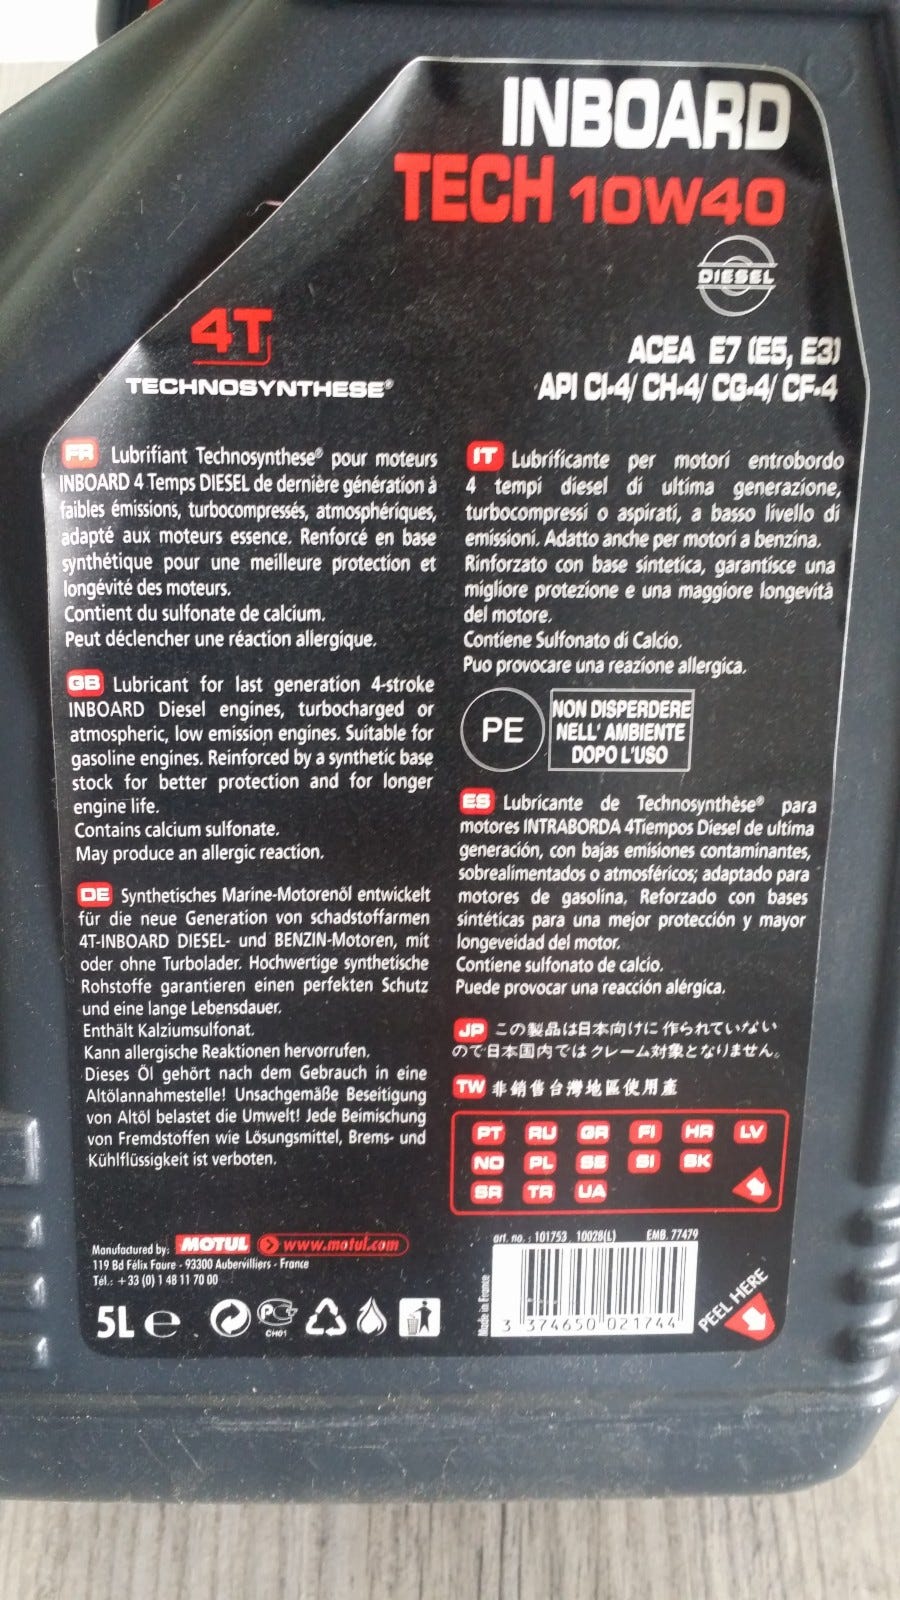 INBOARD
TECH 10W40
DIESEL
4T
TECHNOSYNTHESE®
ACEA E7 (E5, E3)
API CI-4/ CH-4/ CG-4/ CF-4
FR Lubrifiant Technosynthese® pour moteurs
INBOARD 4 Temps DIESEL de dernière génération à
faibles émissions, turbocompressés, atmosphériques,
adapté aux moteurs essence. Renforcé en base
synthétique pour une meilleure protection et
longévité des moteurs.
Contient du sulfonate de calcium.
Peut déclencher une réaction allergique.
GB Lubricant for last generation 4-stroke
INBOARD Diesel engines, turbocharged or
atmospheric, low emission engines. Suitable for
gasoline engines. Reinforced by a synthetic base
stock for better protection and for longer
engine life.
Contains calcium sulfonate.
May produce an allergic reaction.
DE Synthetisches Marine-Motorenöl entwickelt
für die neue Generation von schadstoffarmen
4T-INBOARD DIESEL- und BENZIN-Motoren, mit
oder ohne Turbolader. Hochwertige synthetische
Rohstoffe garantieren einen perfekten Schutz
und eine lange Lebensdauer.
Enthält Kalziumsulfonat.
Kann allergische Reaktionen hervorrufen.
Dieses Öl gehört nach dem Gebrauch in eine
Altölannahmestelle! Unsachgemäße Beseitigung
von Altöl belastet die Umwelt! Jede Beimischung
von Fremdstoffen wie Lösungsmittel, Brems- und
Kühlflüssigkeit ist verboten.
IT Lubrificante per motori entrobordo
4 tempi diesel di ultima generazione,
turbocompressi o aspirati, a basso livello di
emissioni. Adatto anche per motori a benzina.
Rinforzato con base sintetica, garantisce una
migliore protezione e una maggiore longevità
del motore.
Contiene Sulfonato di Calcio.
Puo provocare una reazione allergica.
PE
NON DISPERDERE
NELL' AMBIENTE
DOPO L'USO
ES Lubricante de Technosynthèse® para
motores INTRABORDA 4Tiempos Diesel de ultima
generación, con bajas emisiones contaminantes,
sobrealimentados o atmosféricos; adaptado para
motores de gasolina, Reforzado con bases
sintéticas para una mejor protección y mayor
longeveidad del motor.
Contiene sulfonato de calcio.
Puede provocar una reacción alérgica.
JP この製品は日本向けに作られていない
ので日本国内ではクレーム対象となりません。
TW 非銷售台灣地區使用產
PT RU GR FI HR LV
NO PL SE SI SK
SR TR UA
Manufactured by: MOTUL www.motul.com
119 Bd Félix Faure - 93300 Aubervilliers - France
Tél.: +33 (0) 1 48 11 70 00
5L e
CH01
art. no. : 101753 10028(L) EMB. 77479
Made in France
3 374650 021744
PEEL HERE